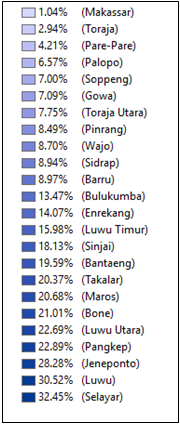 1.04% (Makassar)
2.94% (Toraja)
4.21% (Pare-Pare)
6.57% (Palopo)
7.00% (Soppeng)
7.09% (Gowa)
7.75% (Toraja Utara)
8.49% (Pinrang)
8.70% (Wajo)
8.94% (Sidrap)
8.97% (Barru)
13.47% (Bulukumba)
14.07% (Enrekang)
15.98% (Luwu Timur)
18.13% (Sinjai)
19.59% (Bantaeng)
20.37% (Takalar)
20.68% (Maros)
21.01% (Bone)
22.69% (Luwu Utara)
22.89% (Pangkep)
28.28% (Jeneponto)
30.52% (Luwu)
32.45% (Selayar)